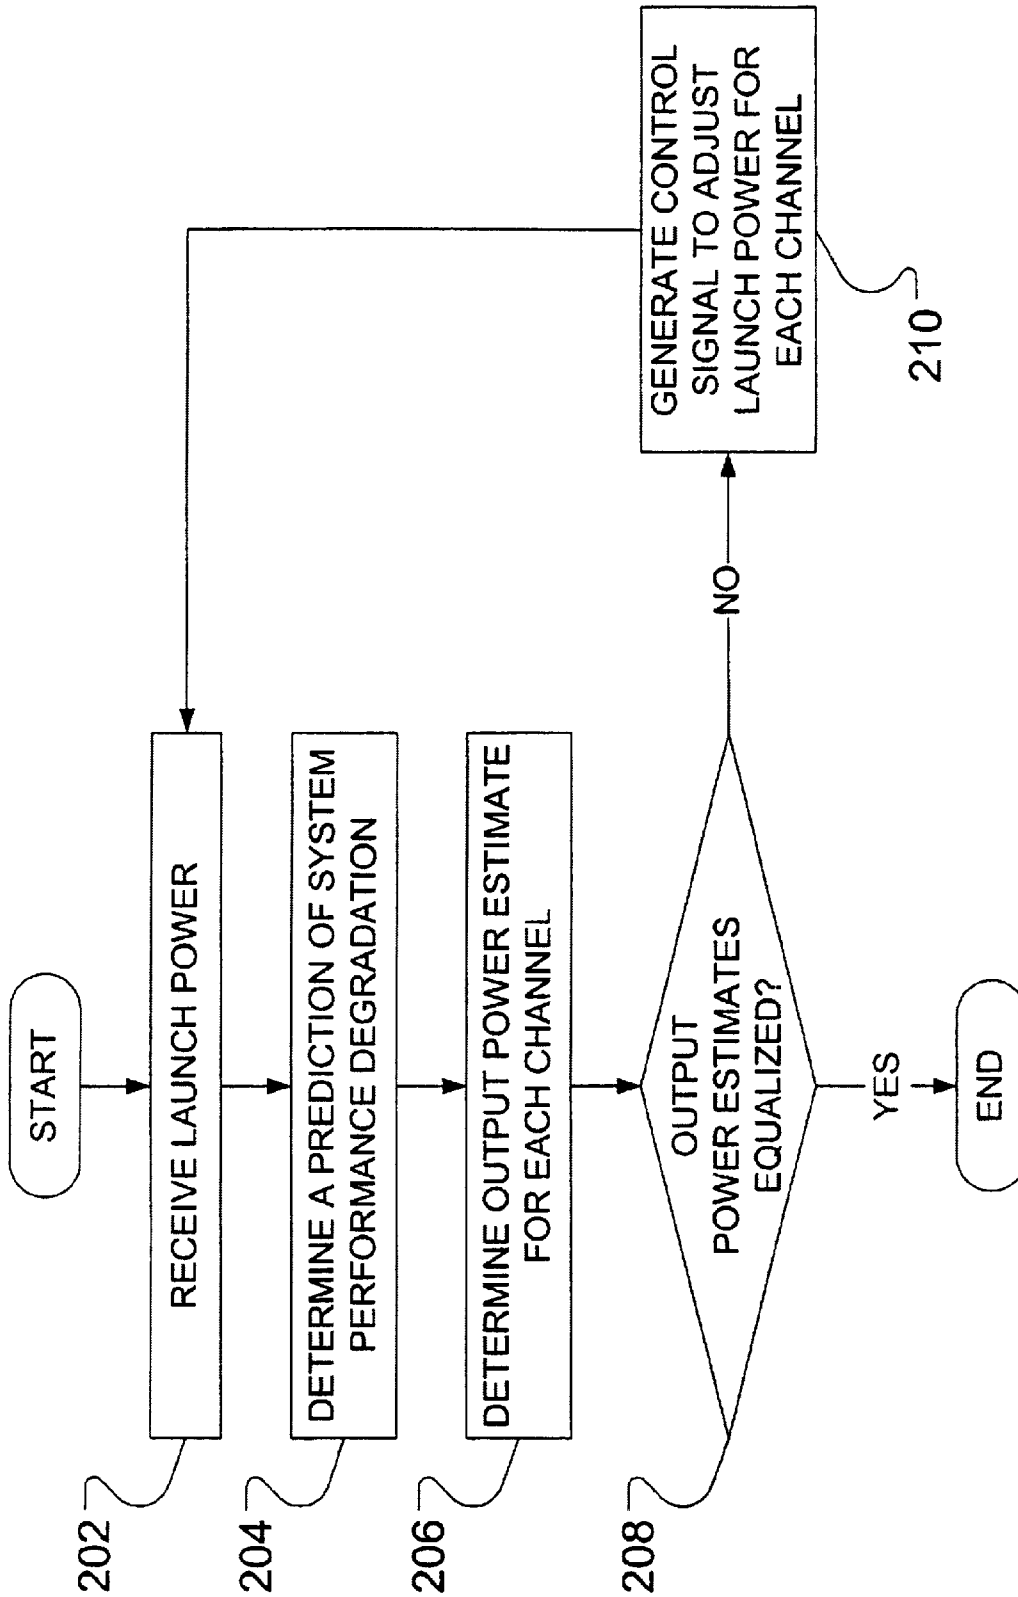 START
RECEIVE LAUNCH POWER
202
DETERMINE A PREDICTION OF SYSTEM
PERFORMANCE DEGRADATION
204
DETERMINE OUTPUT POWER ESTIMATE
FOR EACH CHANNEL
206
OUTPUT
POWER ESTIMATES
EQUALIZED?
208
NO
GENERATE CONTROL
SIGNAL TO ADJUST
LAUNCH POWER FOR
EACH CHANNEL
210
YES
END